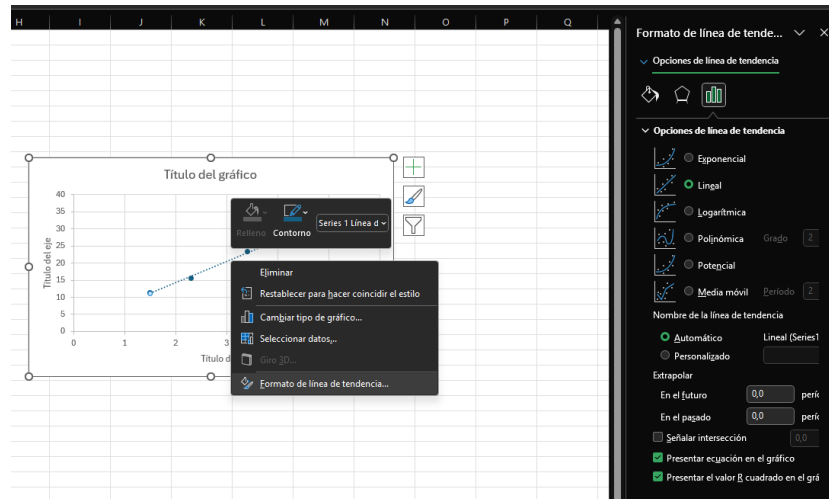 H I J K L M N O P Q
Formato de línea de tende...
Opciones de línea de tendencia
Opciones de línea de tendencia
Exponencial
Lineal
Logarítmica
Polinómica Grado 2
Potencial
Media móvil Período 2
Nombre de la línea de tendencia
Automático Lineal (Series1
Personalizado
Extrapolar
En el futuro 0,0 perío
En el pasado 0,0 perío
Señalar intersección 0,0
Presentar ecuación en el gráfico
Presentar el valor R cuadrado en el grá
Título del gráfico
Título del eje
40
35
30
25
20
15
10
5
0
0 1 2 3
Título d
Relleno Contorno Series 1 Línea d
Eliminar
Restablecer para hacer coincidir el estilo
Cambiar tipo de gráfico...
Seleccionar datos...
Giro 3D...
Formato de línea de tendencia...